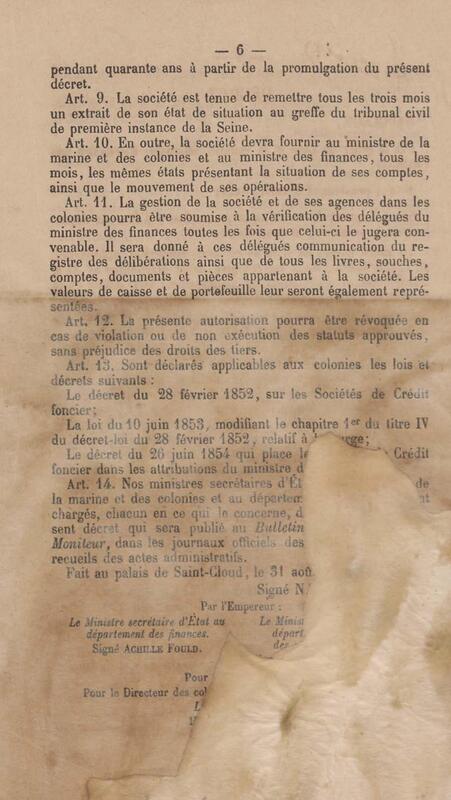 — 6 —
pendant quarante ans à partir de la promulgation du présent
décret.
Art. 9. La société est tenue de remettre tous les trois mois
un extrait de son état de situation au greffe du tribunal civil
de première instance de la Seine.
Art. 10. En outre, la société devra fournir au ministre de la
marine et des colonies et au ministre des finances, tous les
mois, les mêmes états présentant la situation de ses comptes,
ainsi que le mouvement de ses opérations.
Art. 11. La gestion de la société et de ses agences dans les
colonies pourra être soumise à la vérification des délégués du
ministre des finances toutes les fois que celui-ci le jugera con-
venable. Il sera donné à ces délégués communication du re-
gistre des délibérations ainsi que de tous les livres, souches,
comptes, documents et pièces appartenant à la société. Les
valeurs de caisse et de portefeuille leur seront également repré-
sentées.
Art. 12. La présente autorisation pourra être révoquée en
cas de violation ou de non exécution des statuts approuvés,
sans préjudice des droits des tiers.
Art. 13. Sont déclarés applicables aux colonies les lois et
décrets suivants :
Le décret du 28 février 1852, sur les Sociétés de Crédit
foncier;
La loi du 10 juin 1853, modifiant le chapitre 1er du titre IV
du décret-loi du 28 février 1852, relatif à la purge;
Le décret du 26 juin 1854 qui place le Crédit
foncier dans les attributions du ministre d
Art. 14. Nos ministres secrétaires d'Ét de
la marine et des colonies et au départem nt
chargés, chacun en ce qui le concerne, d
sent décret qui sera publié au Bulletin
Moniteur, dans les journaux officiels des
recueils des actes administratifs.
Fait au palais de Saint-Cloud, le 31 aoû
Signé N.
Par l'Empereur :
Le Ministre secrétaire d'État au Le Minist
département des finances. départ
Signé ACHILLE FOULD. des
Pour
Pour le Directeur des col